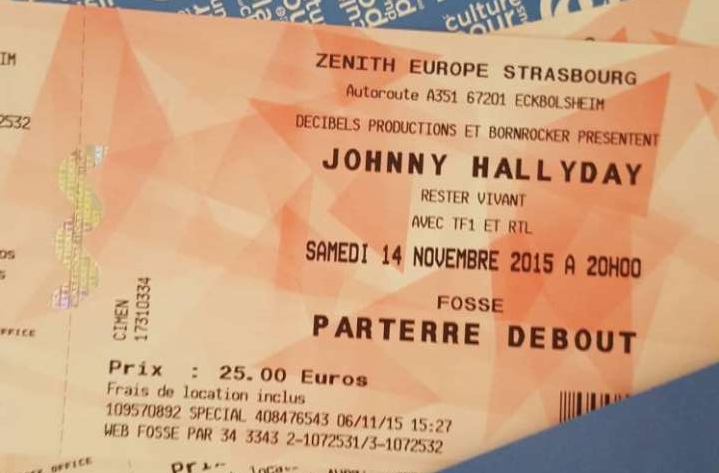 culture
ZENITH EUROPE STRASBOURG
Autoroute A351 67201 ECKBOLSHEIM
DECIBELS PRODUCTIONS ET BORNROCKER PRESENTENT
JOHNNY HALLYDAY
RESTER VIVANT
AVEC TF1 ET RTL
SAMEDI 14 NOVEMBRE 2015 A 20H00
FOSSE
PARTERRE DEBOUT
CIMEN
17310334
Prix : 25.00 Euros
Frais de location inclus
109570892 SPECIAL 408476543 06/11/15 15:27
WEB FOSSE PAR 34 3343 2-1072531/3-1072532
IM
2532
OS
S
FFICE
OFFICE